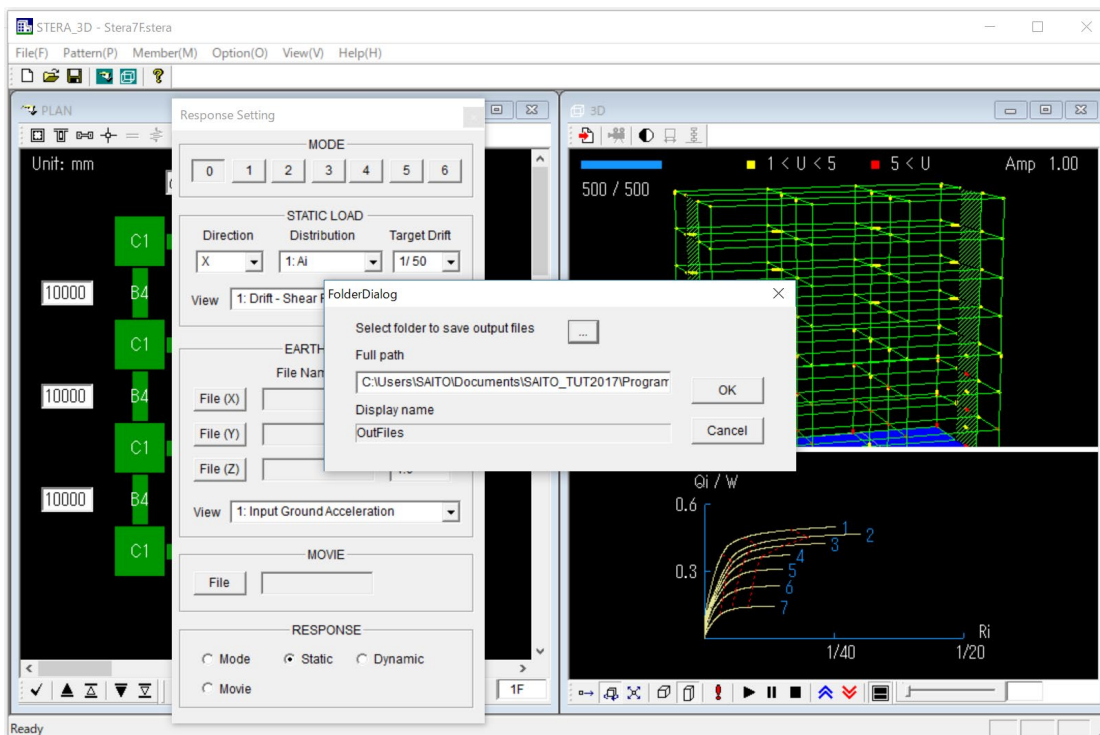 STERA_3D - Stera7F.stera
File(F) Pattern(P) Member(M) Option(O) View(V) Help(H)
PLAN
Unit: mm
C1
10000 B4
C1
10000 B4
C1
10000 B4
C1
1F
Response Setting
MODE
0 1 2 3 4 5 6
STATIC LOAD
Direction Distribution Target Drift
X 1: Ai 1/ 50
View 1: Drift - Shear
EARTH
File
File (X)
File (Y)
File (Z)
View 1: Input Ground Acceleration
MOVIE
File
RESPONSE
Mode Static Dynamic
Movie
FolderDialog
Select folder to save output files ...
Full path
C:\Users\SAITO\Documents\SAITO_TUT2017\Program
OK
Display name
OutFiles
Cancel
3D
1 < U < 5 5 < U Amp 1.00
500 / 500
Qi / W
0.6
1
2
3
4
0.3
5
6
7
Ri
1/40 1/20
Ready